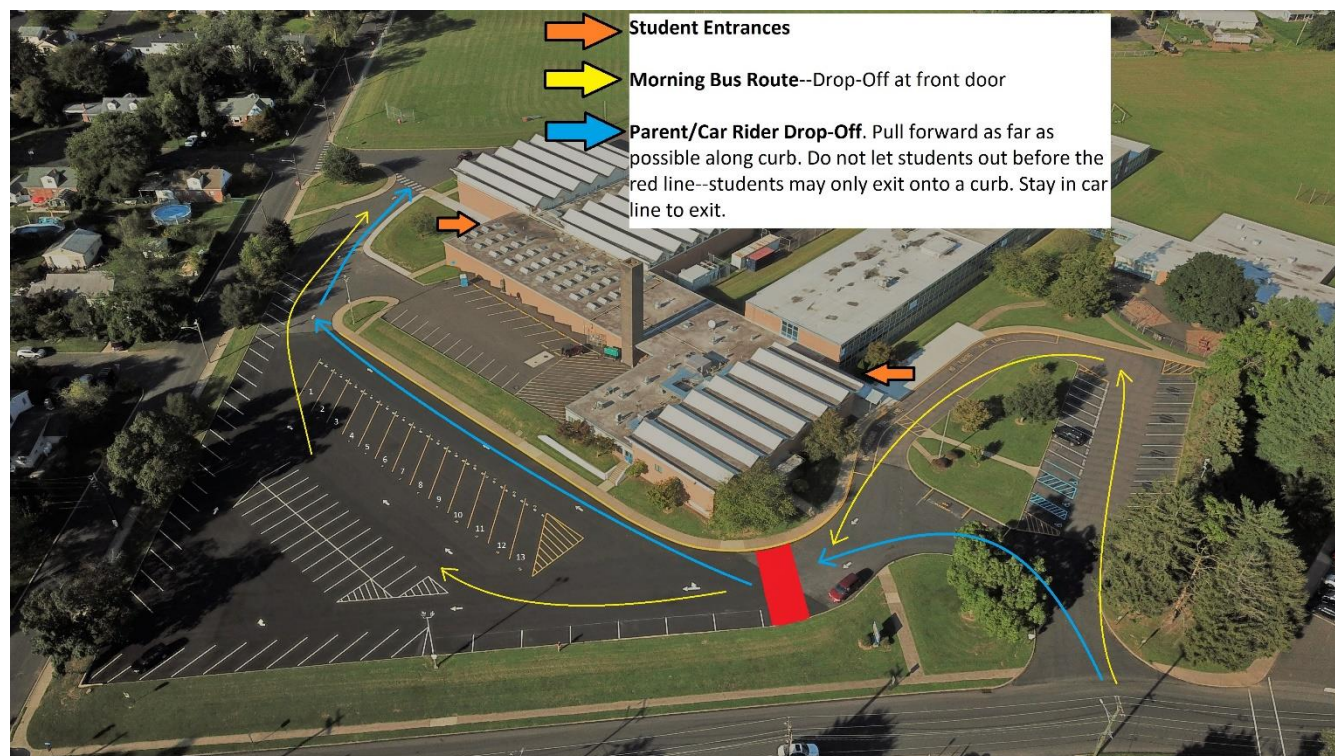 Student Entrances
Morning Bus Route--Drop-Off at front door
Parent/Car Rider Drop-Off. Pull forward as far as
possible along curb. Do not let students out before the
red line--students may only exit onto a curb. Stay in car
line to exit.
1
2
3
4
5
6
7
8
9
10
11
12
13